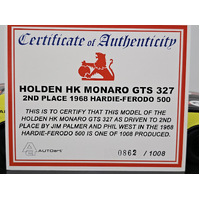 Certificate of Authenticity
HOLDEN HK MONARO GTS 327
2ND PLACE 1968 HARDIE-FERODO 500
THIS IS TO CERTIFY THAT THIS MODEL OF THE
HOLDEN HK MONARO GTS 327 AS DRIVEN TO 2ND
PLACE BY JIM PALMER AND PHIL WEST IN THE 1968
HARDIE-FERODO 500 IS ONE OF 1008 PRODUCED.
AUTOart
0862 / 1008